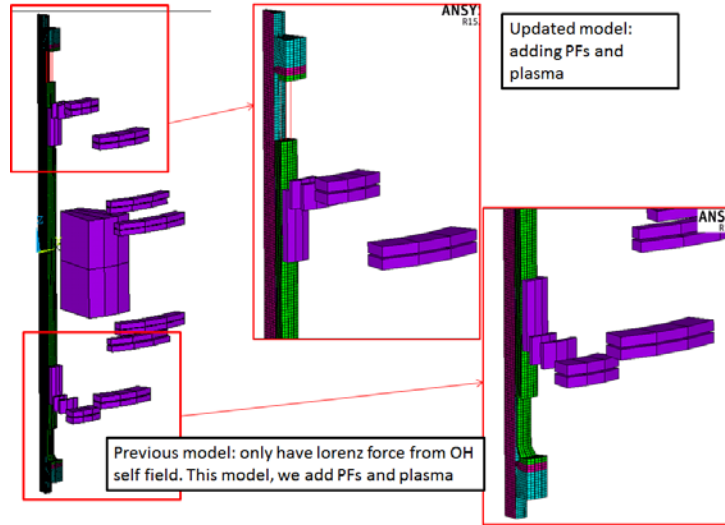 ANSY
R15.
Updated model:
adding PFs and
plasma
ANS
R
Previous model: only have lorenz force from OH
self field. This model, we add PFs and plasma